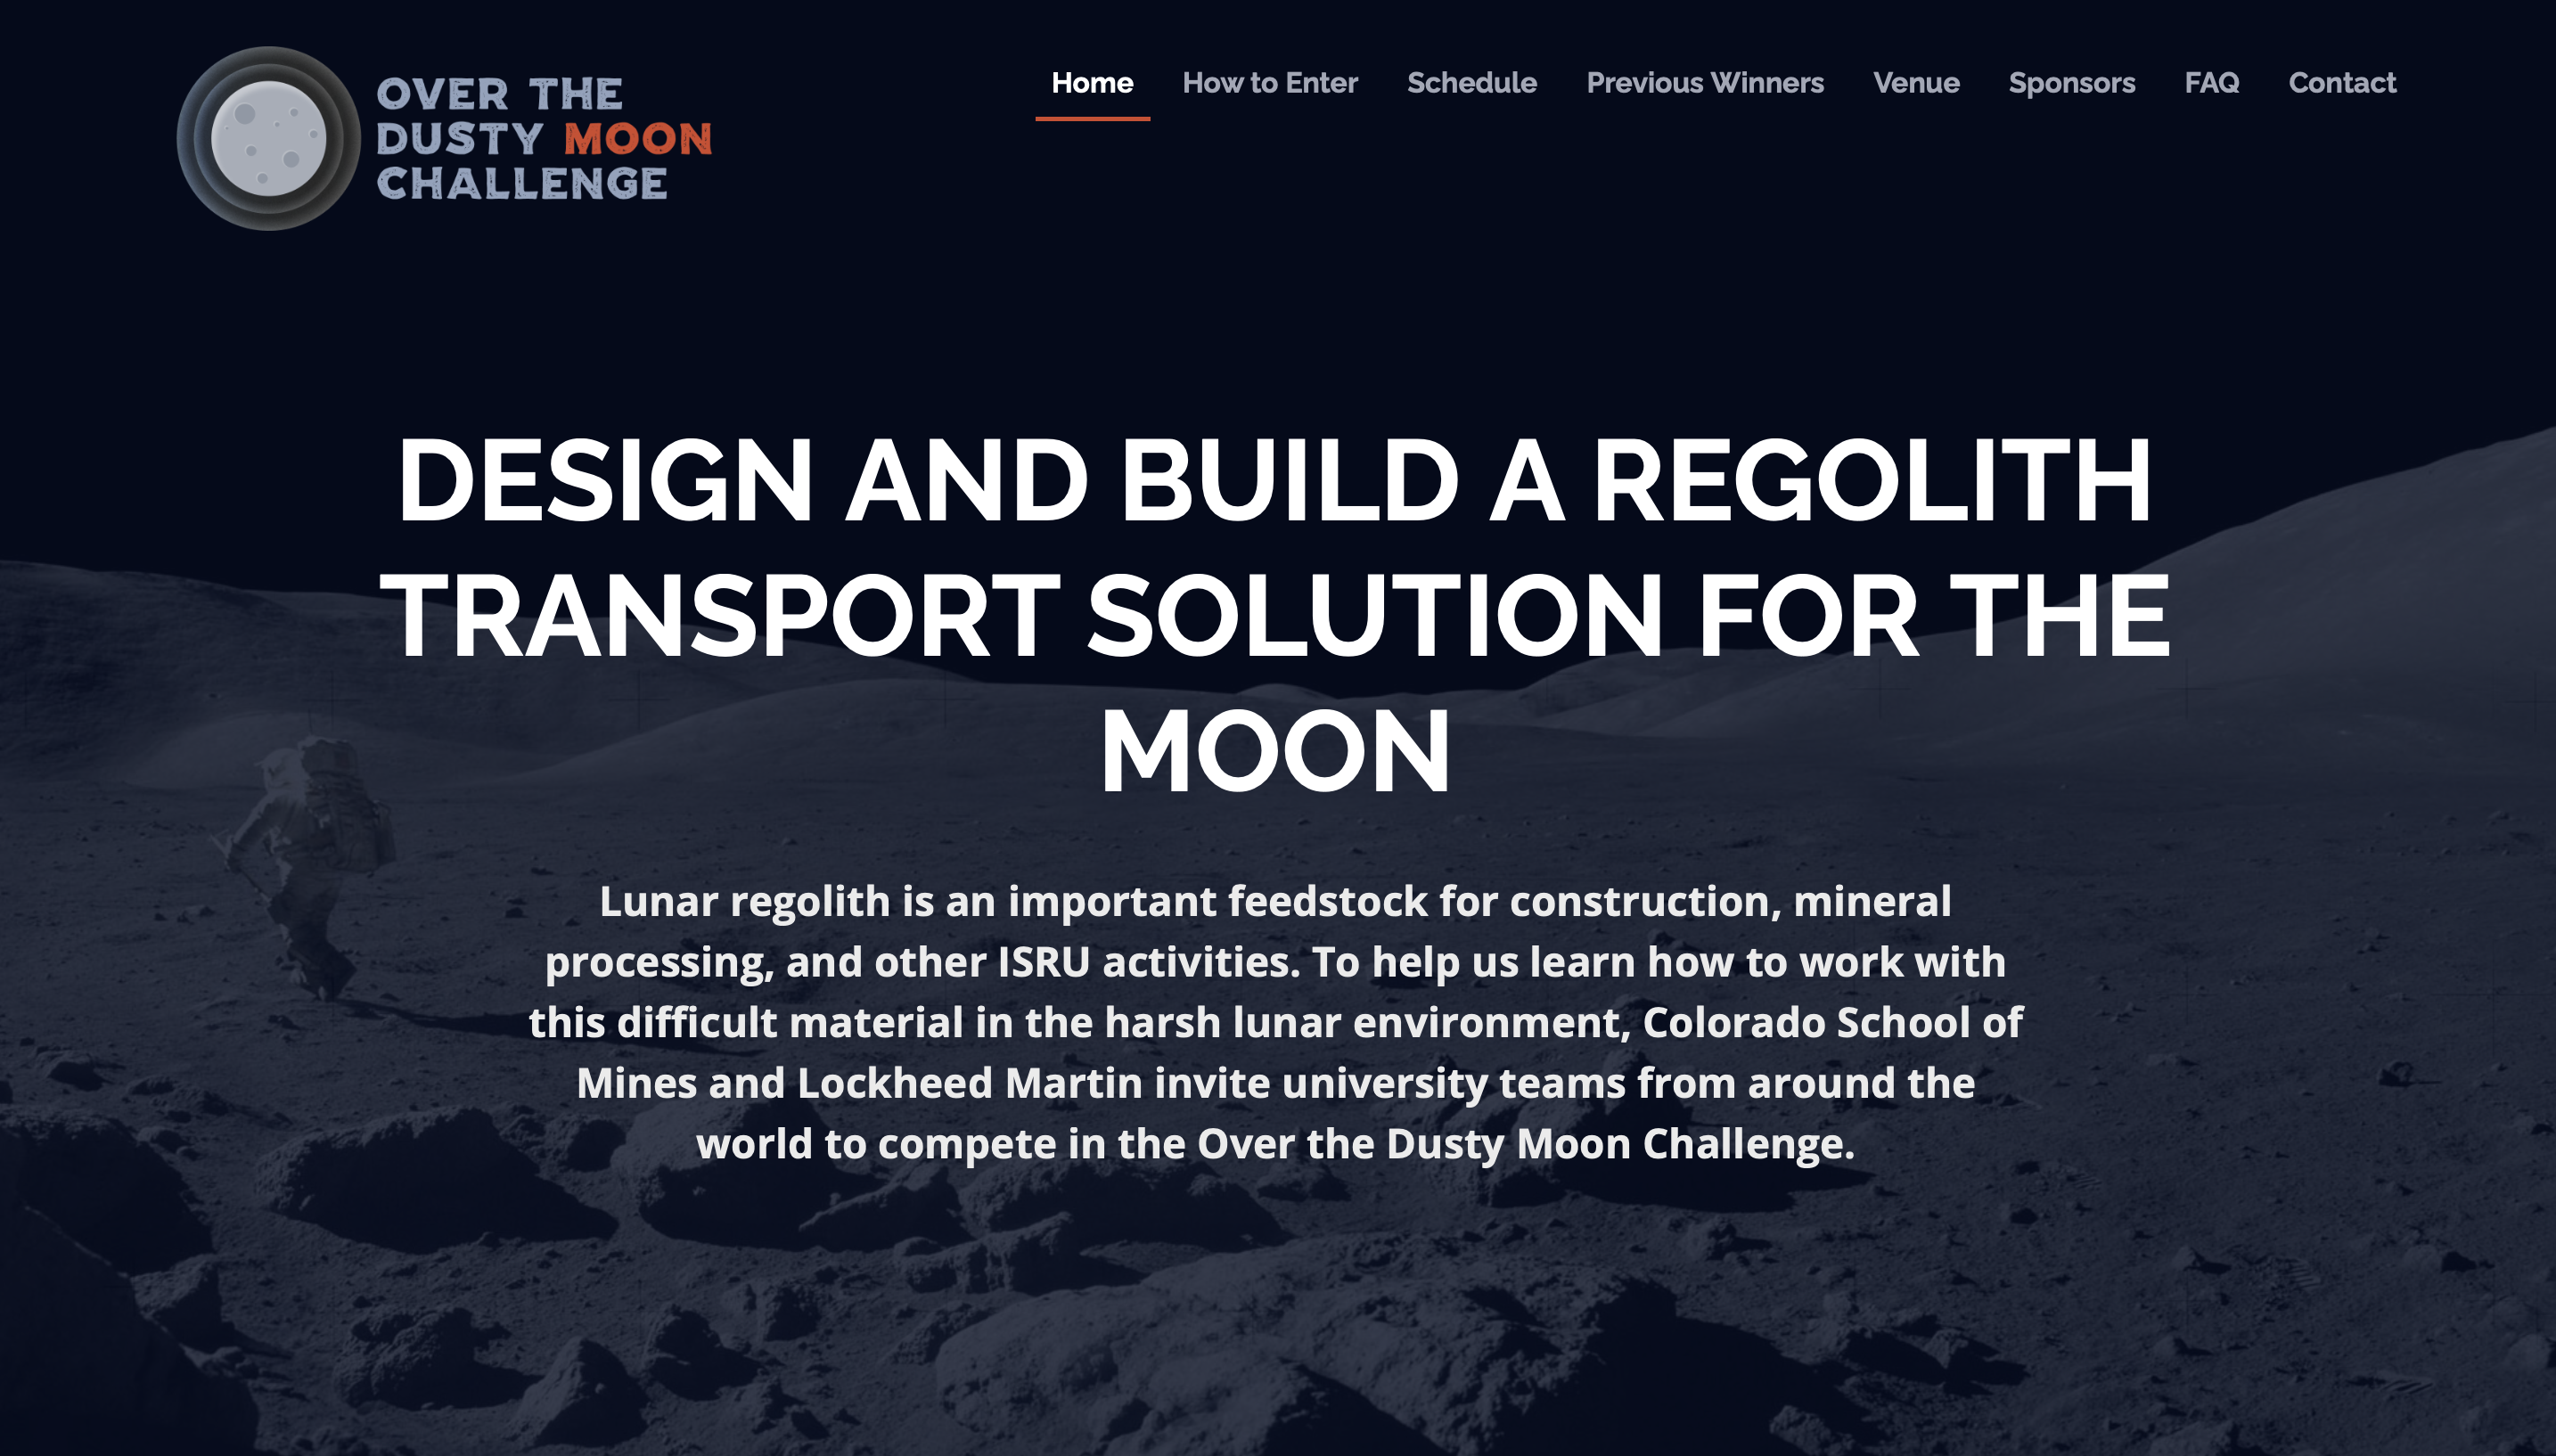 OVER THE
DUSTY MOON
CHALLENGE
Home How to Enter Schedule Previous Winners Venue Sponsors FAQ Contact
DESIGN AND BUILD A REGOLITH
TRANSPORT SOLUTION FOR THE
MOON
Lunar regolith is an important feedstock for construction, mineral
processing, and other ISRU activities. To help us learn how to work with
this difficult material in the harsh lunar environment, Colorado School of
Mines and Lockheed Martin invite university teams from around the
world to compete in the Over the Dusty Moon Challenge.